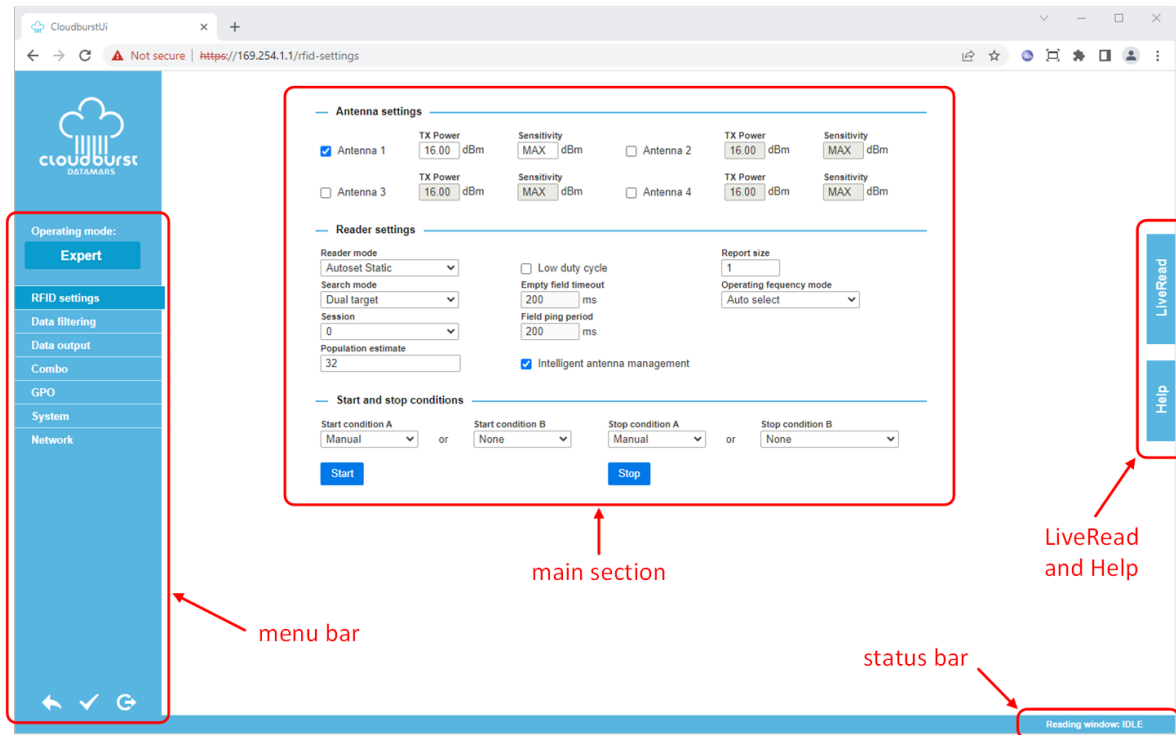 CloudburstUi
Not secure | https://169.254.1.1/rfid-settings
cloudburst
DATAMARS
Operating mode:
Expert
RFID settings
Data filtering
Data output
Combo
GPO
System
Network
Antenna settings
TX Power Sensitivity TX Power Sensitivity
Antenna 1 16.00 dBm MAX dBm Antenna 2 16.00 dBm MAX dBm
TX Power Sensitivity TX Power Sensitivity
Antenna 3 16.00 dBm MAX dBm Antenna 4 16.00 dBm MAX dBm
Reader settings
Reader mode Report size
Autoset Static Low duty cycle 1
Search mode Empty field timeout Operating fequency mode
Dual target 200 ms Auto select
Session Field ping period
0 200 ms
Population estimate
32 Intelligent antenna management
Start and stop conditions
Start condition A Start condition B Stop condition A Stop condition B
Manual or None Manual or None
Start Stop
LiveRead
Help
main section
LiveRead
and Help
menu bar
status bar
Reading window: IDLE